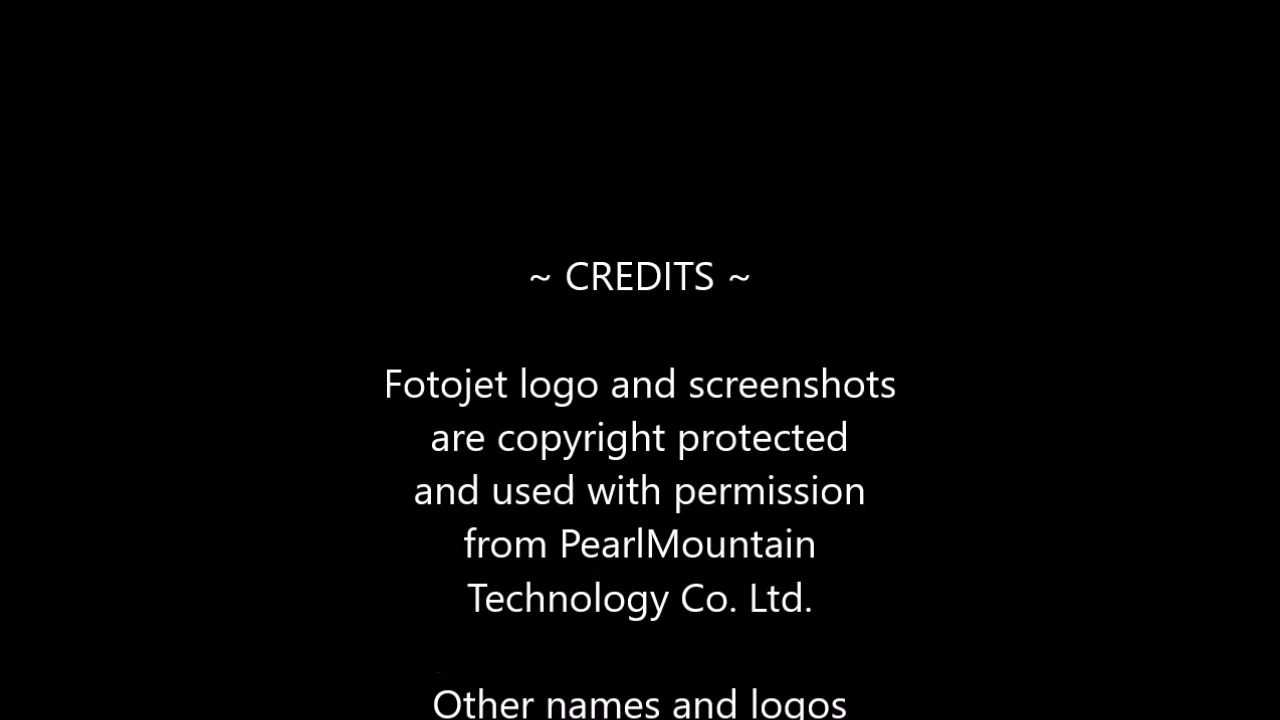 ~ CREDITS ~
Fotojet logo and screenshots
are copyright protected
and used with permission
from PearlMountain
Technology Co. Ltd.
Other names and logos